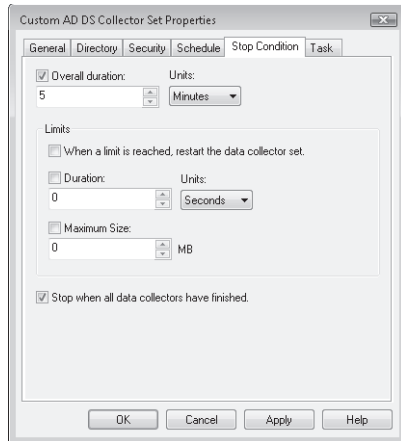 Custom AD DS Collector Set Properties
General Directory Security Schedule Stop Condition Task
Overall duration: Units:
5 Minutes
Limits
When a limit is reached, restart the data collector set.
Duration: Units:
0 Seconds
Maximum Size:
0 MB
Stop when all data collectors have finished.
OK Cancel Apply Help